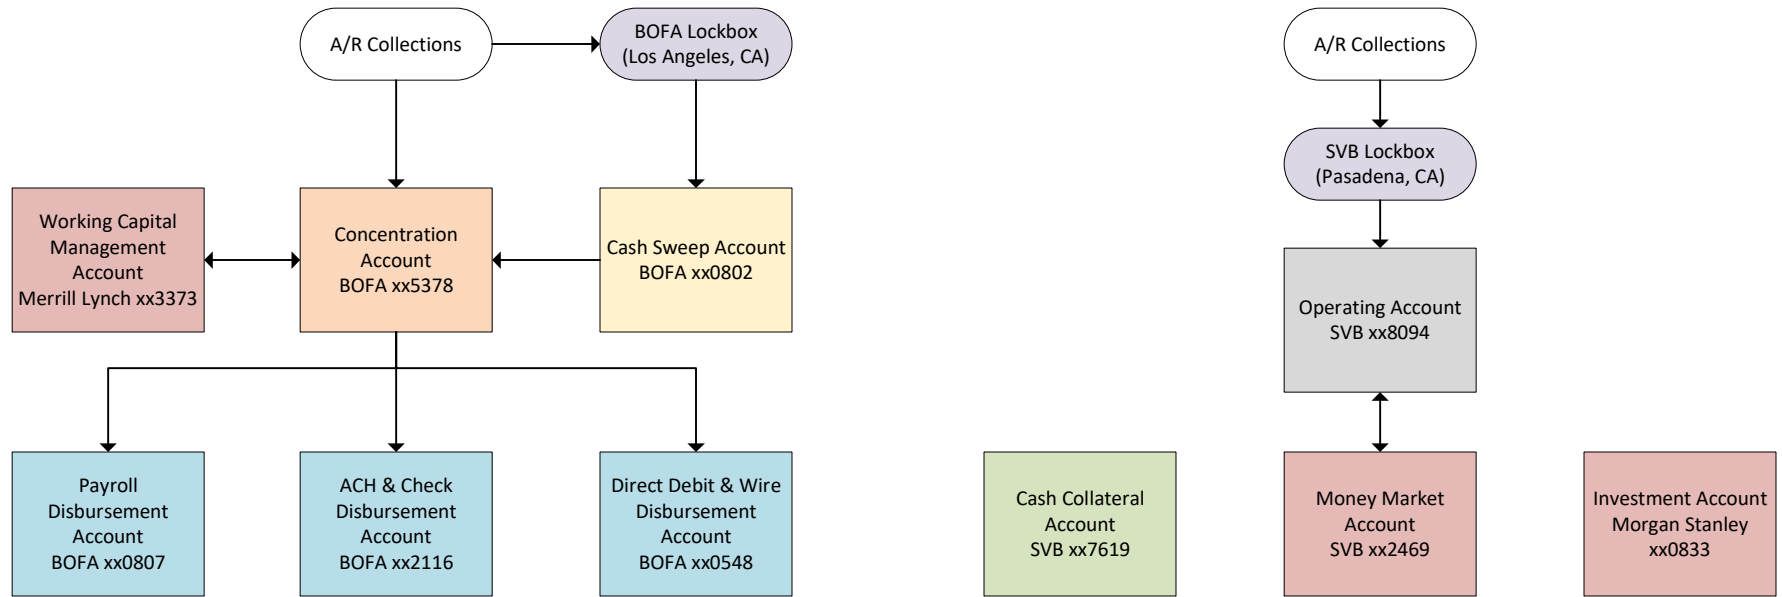 A/R Collections
BOFA Lockbox
(Los Angeles, CA)
A/R Collections
SVB Lockbox
(Pasadena, CA)
Working Capital
Management
Account
Merrill Lynch xx3373
Concentration
Account
BOFA xx5378
Cash Sweep Account
BOFA xx0802
Operating Account
SVB xx8094
Payroll
Disbursement
Account
BOFA xx0807
ACH & Check
Disbursement
Account
BOFA xx2116
Direct Debit & Wire
Disbursement
Account
BOFA xx0548
Cash Collateral
Account
SVB xx7619
Money Market
Account
SVB xx2469
Investment Account
Morgan Stanley
xx0833